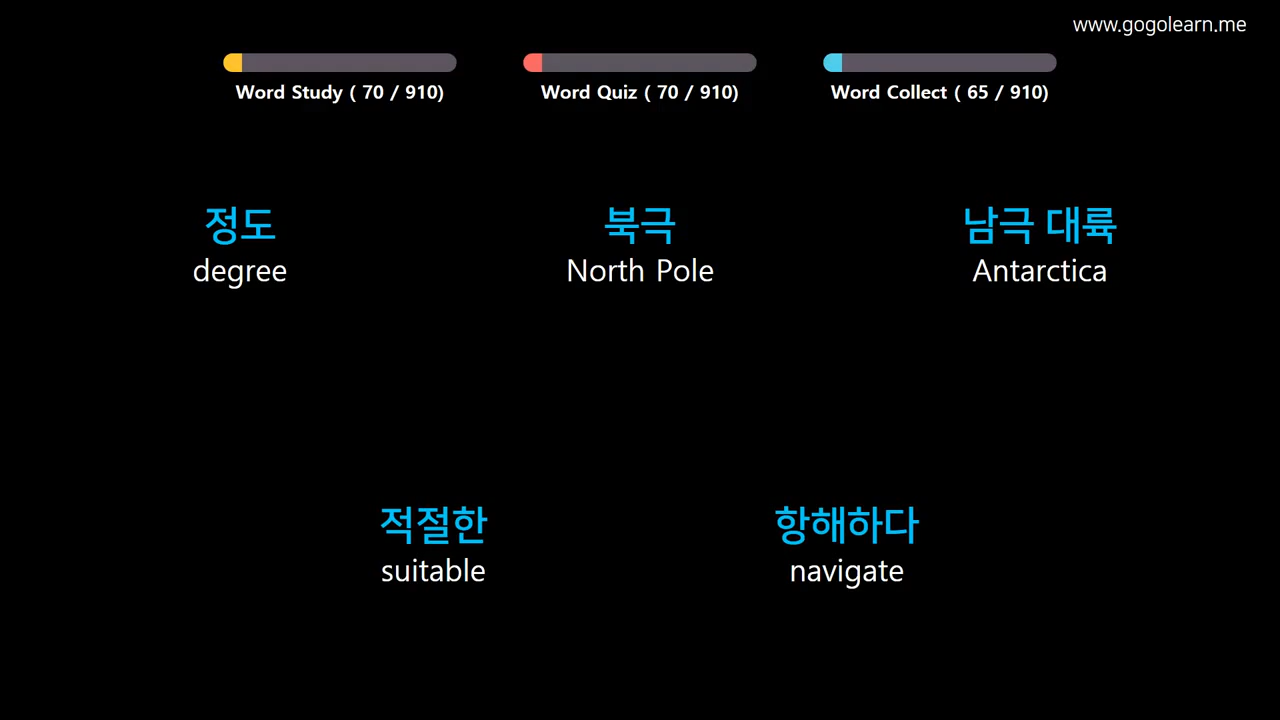 www.gogolearn.me
Word Study ( 70 / 910)
Word Quiz ( 70 / 910)
Word Collect ( 65 / 910)
정도
degree
북극
North Pole
남극 대륙
Antarctica
적절한
suitable
항해하다
navigate